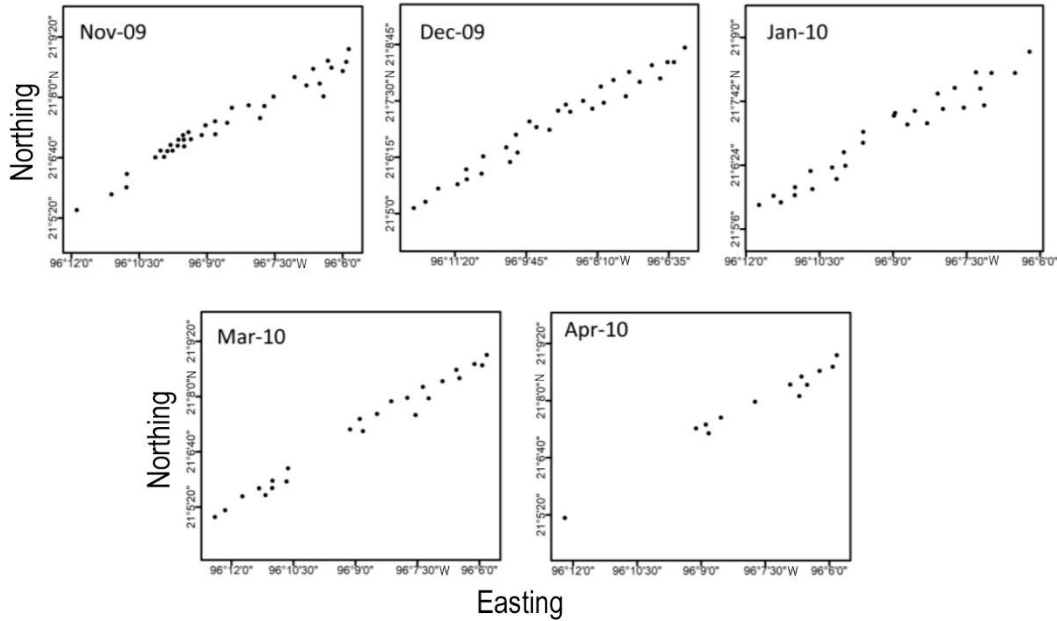 Nov-09
Dec-09
Jan-10
Northing
21°9'20"
21°8'0"N
21°6'40"
21°5'20"
21°8'45"
21°7'30"N
21°6'15"
21°5'0"
21°9'0"
21°7'42"N
21°6'24"
21°5'6"
96°12'0" 96°10'30" 96°9'0" 96°7'30"W 96°6'0"
96°11'20" 96°9'45" 96°8'10"W 96°6'35"
96°12'0" 96°10'30" 96°9'0" 96°7'30"W 96°6'0"
Mar-10
Apr-10
Northing
21°9'20"
21°8'0"N
21°6'40"
21°5'20"
21°9'20"
21°8'0"N
21°6'40"
21°5'20"
96°12'0" 96°10'30" 96°9'0" 96°7'30"W 96°6'0"
96°12'0" 96°10'30" 96°9'0" 96°7'30"W 96°6'0"
Easting